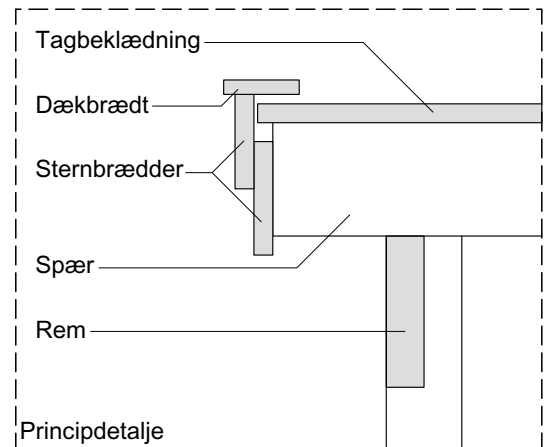 Tagbeklædning
Dækbrædt
Sternbrædder
Spær
Rem
Principdetalje